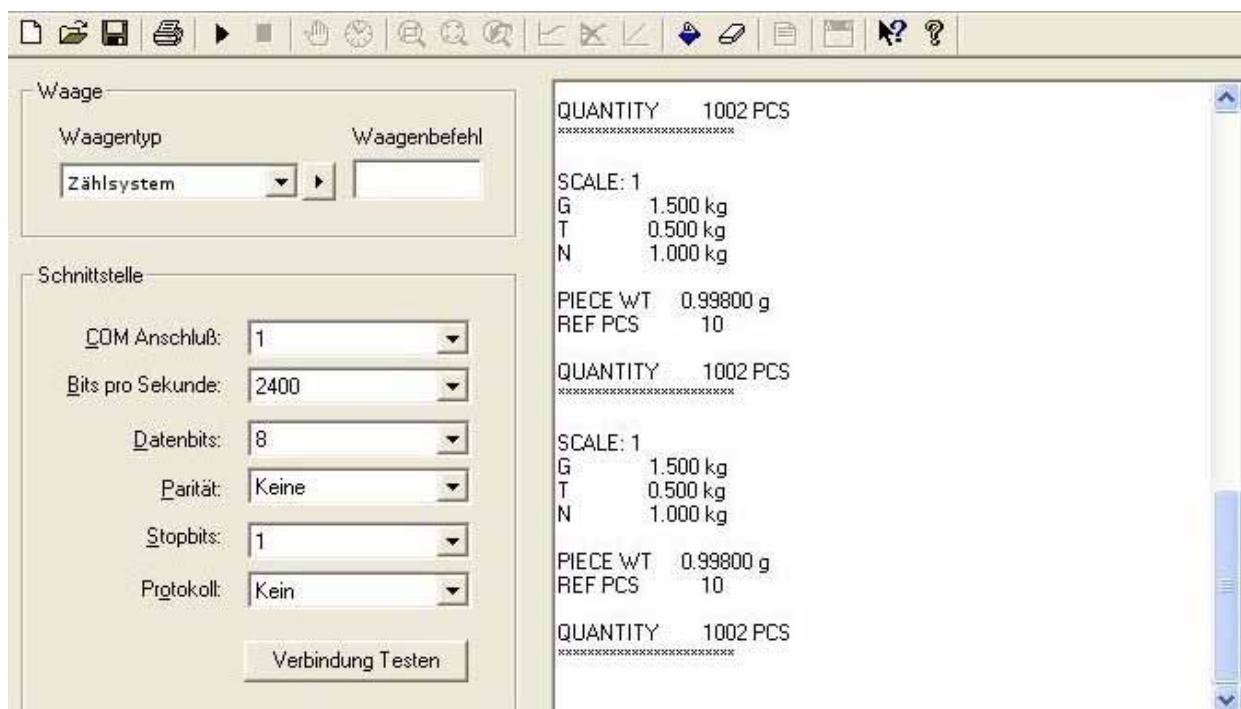 Waage
Waagentyp Waagenbefehl
Zählsystem
Schnittstelle
COM Anschluß: 1
Bits pro Sekunde: 2400
Datenbits: 8
Parität: Keine
Stopbits: 1
Protokoll: Kein
Verbindung Testen
QUANTITY 1002 PCS
************************
SCALE: 1
G 1.500 kg
T 0.500 kg
N 1.000 kg
PIECE WT 0.99800 g
REF PCS 10
QUANTITY 1002 PCS
************************
SCALE: 1
G 1.500 kg
T 0.500 kg
N 1.000 kg
PIECE WT 0.99800 g
REF PCS 10
QUANTITY 1002 PCS
************************